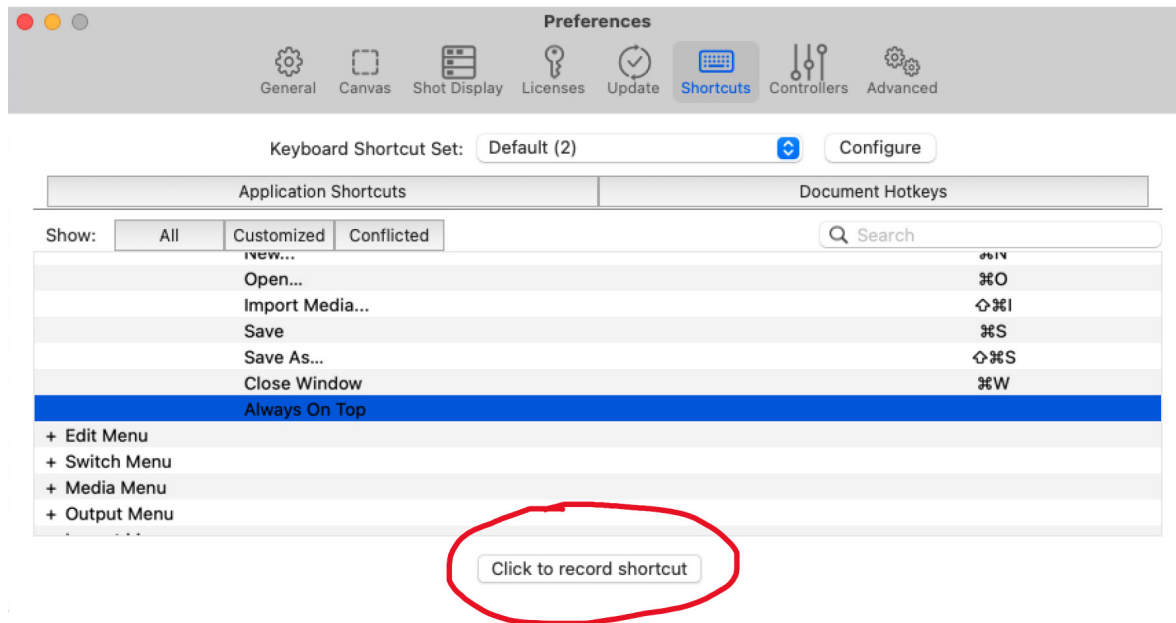 Preferences
General Canvas Shot Display Licenses Update Shortcuts Controllers Advanced
Keyboard Shortcut Set: Default (2) Configure
Application Shortcuts Document Hotkeys
Show: All Customized Conflicted Search
New... ⌘N
Open... ⌘O
Import Media... ⇧⌘I
Save ⌘S
Save As... ⇧⌘S
Close Window ⌘W
Always On Top
+ Edit Menu
+ Switch Menu
+ Media Menu
+ Output Menu
Click to record shortcut